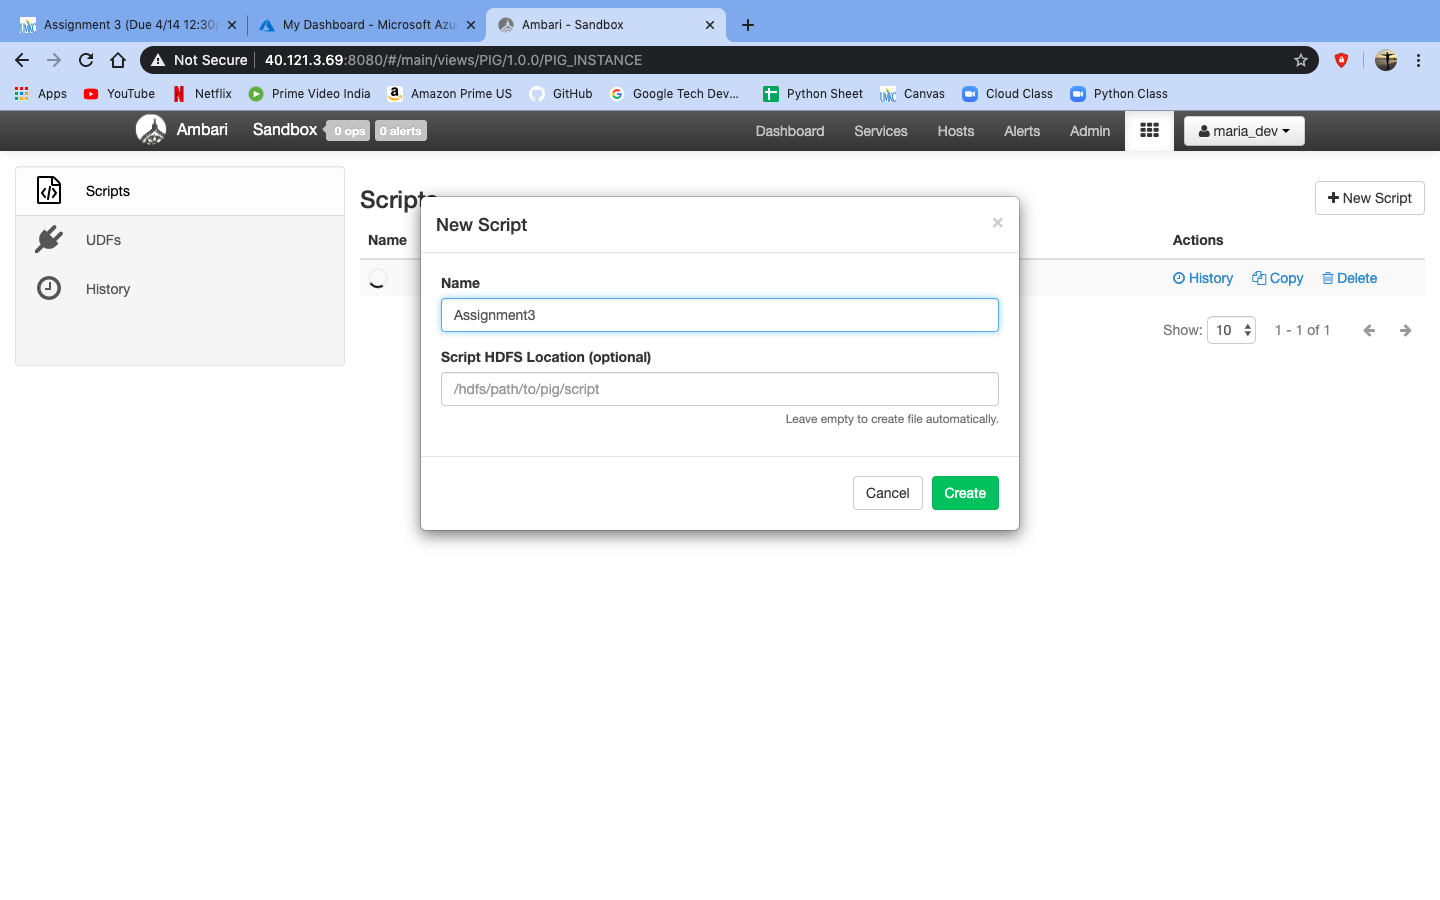 Assignment 3 (Due 4/14 12:30p
My Dashboard - Microsoft Azu
Ambari - Sandbox
Not Secure
40.121.3.69:8080/#/main/views/PIG/1.0.0/PIG_INSTANCE
Apps
YouTube
Netflix
Prime Video India
Amazon Prime US
GitHub
Google Tech Dev...
Python Sheet
Canvas
Cloud Class
Python Class
Ambari
Sandbox
0 ops
0 alerts
Dashboard
Services
Hosts
Alerts
Admin
maria_dev
Scripts
UDFs
History
Scripts
New Script
Name
Actions
History
Copy
Delete
Show: 10
1 - 1 of 1
New Script
×
Name
Assignment3
Script HDFS Location (optional)
/hdfs/path/to/pig/script
Leave empty to create file automatically.
Cancel
Create